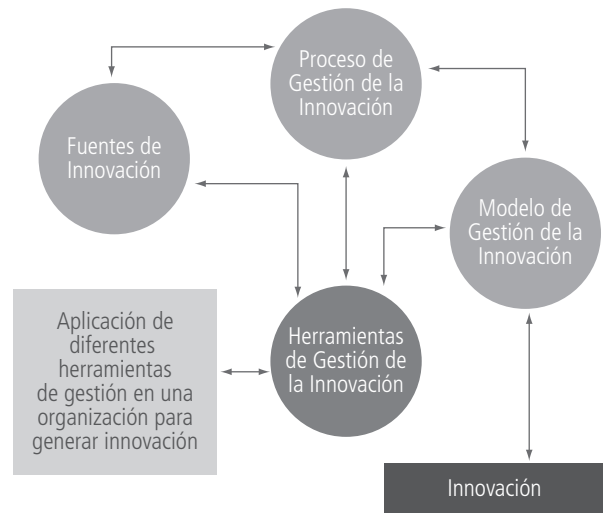 Proceso de
Gestión de la
Innovación
Fuentes de
Innovación
Modelo de
Gestión de la
Innovación
Herramientas
de Gestión de
la Innovación
Aplicación de
diferentes
herramientas
de gestión en una
organización para
generar innovación
Innovación